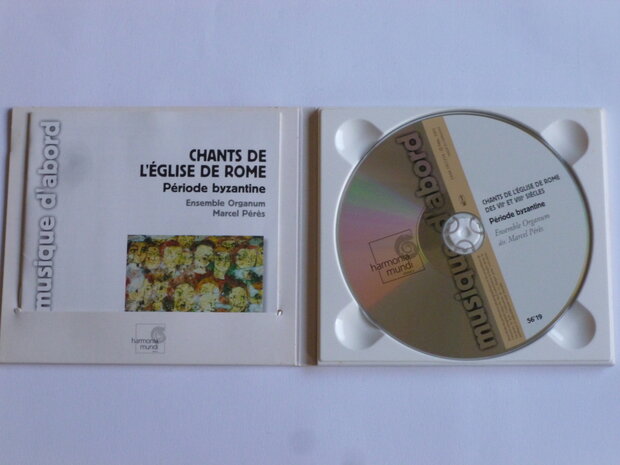 musique d'abord
CHANTS DE
L'ÉGLISE DE ROME
Période byzantine
Ensemble Organum
Marcel Pérès
harmonia
mundi
musique d'abord
CHANTS DE L'ÉGLISE DE ROME
DES VIIe ET VIIIe SIÈCLES
Période byzantine
Ensemble Organum
dir. Marcel Pérès
harmonia
mundi
56'19